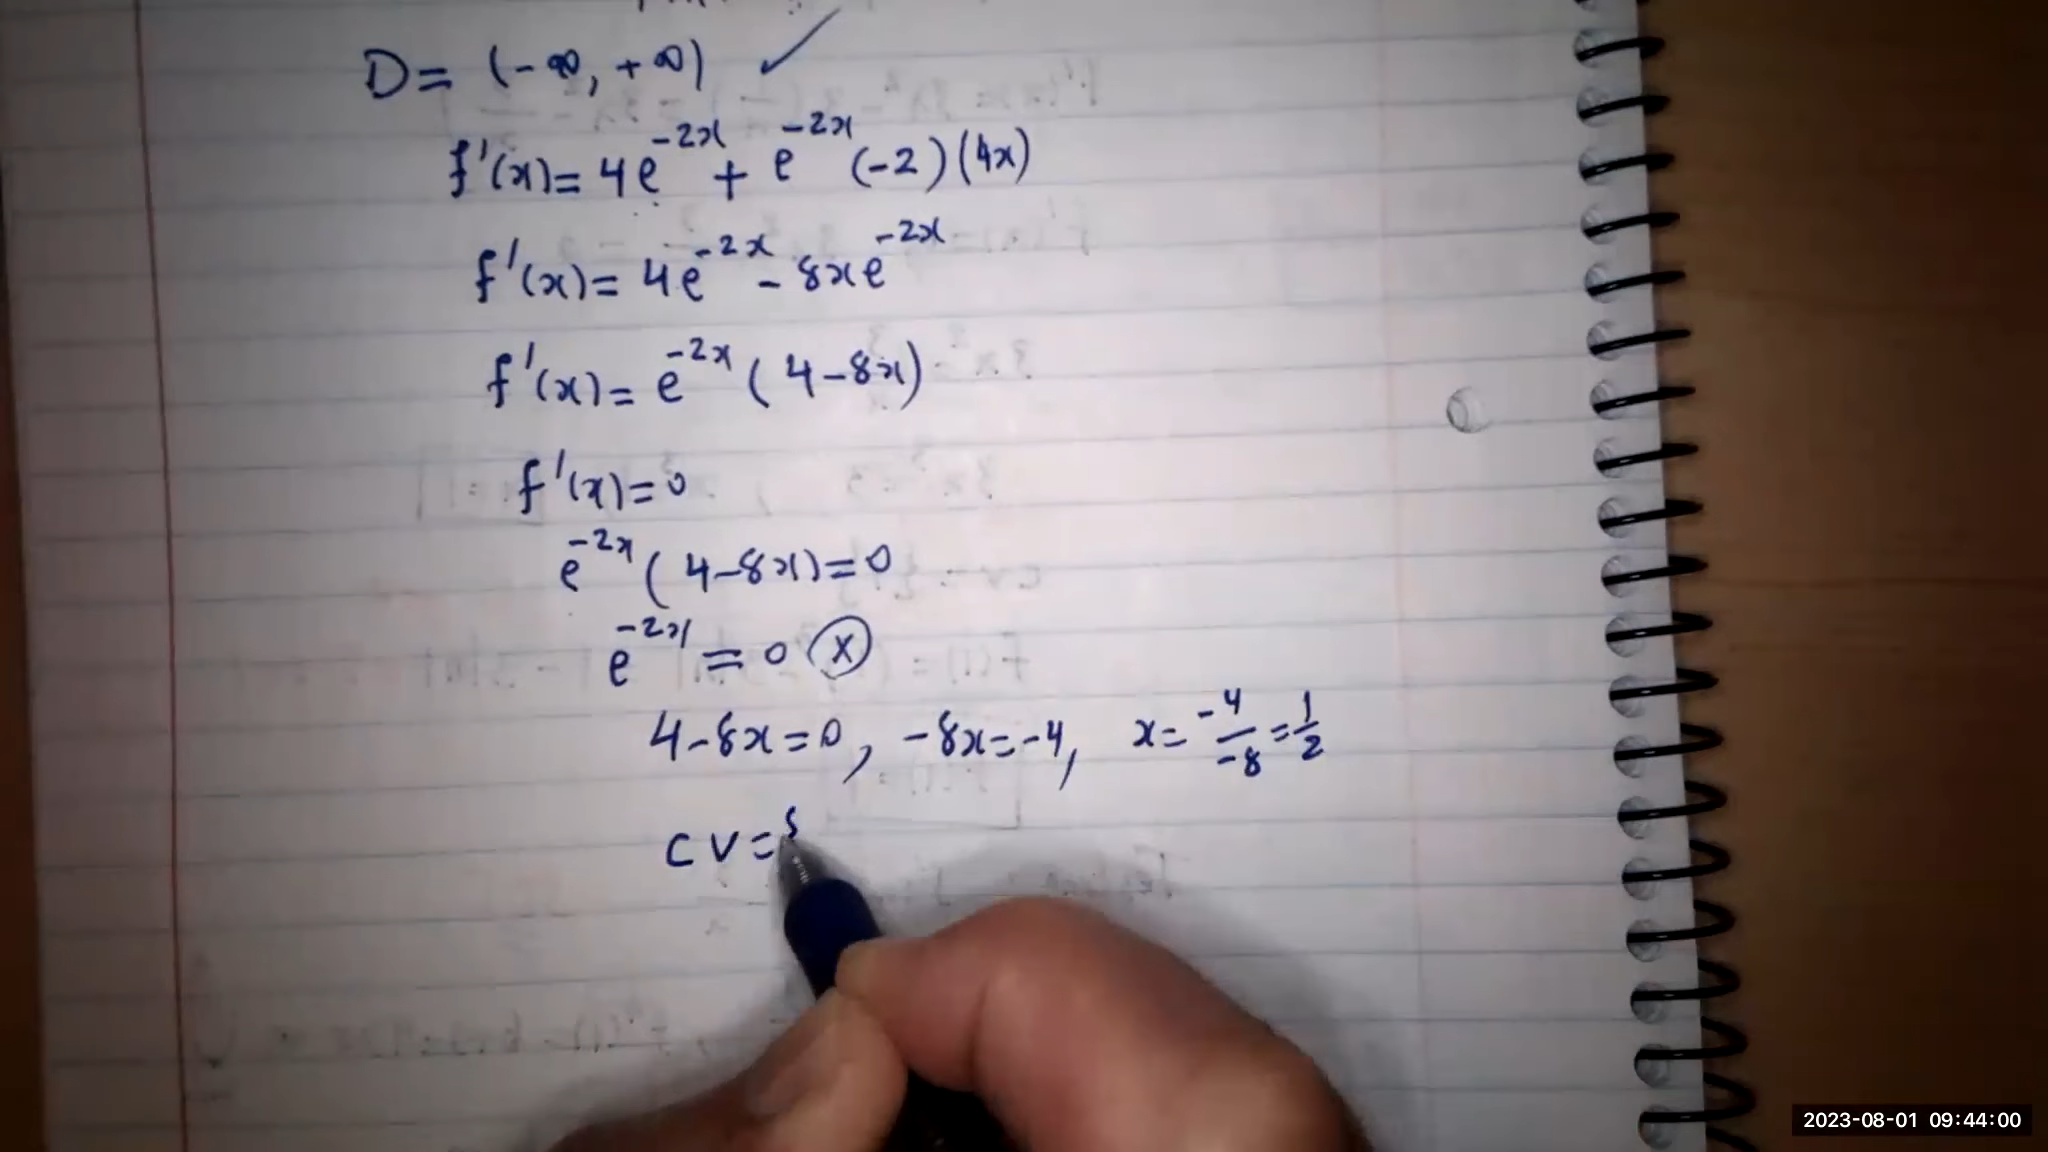 D = (-∞, +∞) ✓
f'(x) = 4e^{-2x} + e^{-2x} (-2)(4x)
f'(x) = 4e^{-2x} - 8xe^{-2x}
f'(x) = e^{-2x} ( 4-8x)
f'(x) = 0
e^{-2x} ( 4-8x) = 0
e^{-2x} = 0 ⓧ
4-8x = 0, -8x = -4, x = -4/-8 = 1/2
CV = {
2023-08-01 09:44:00